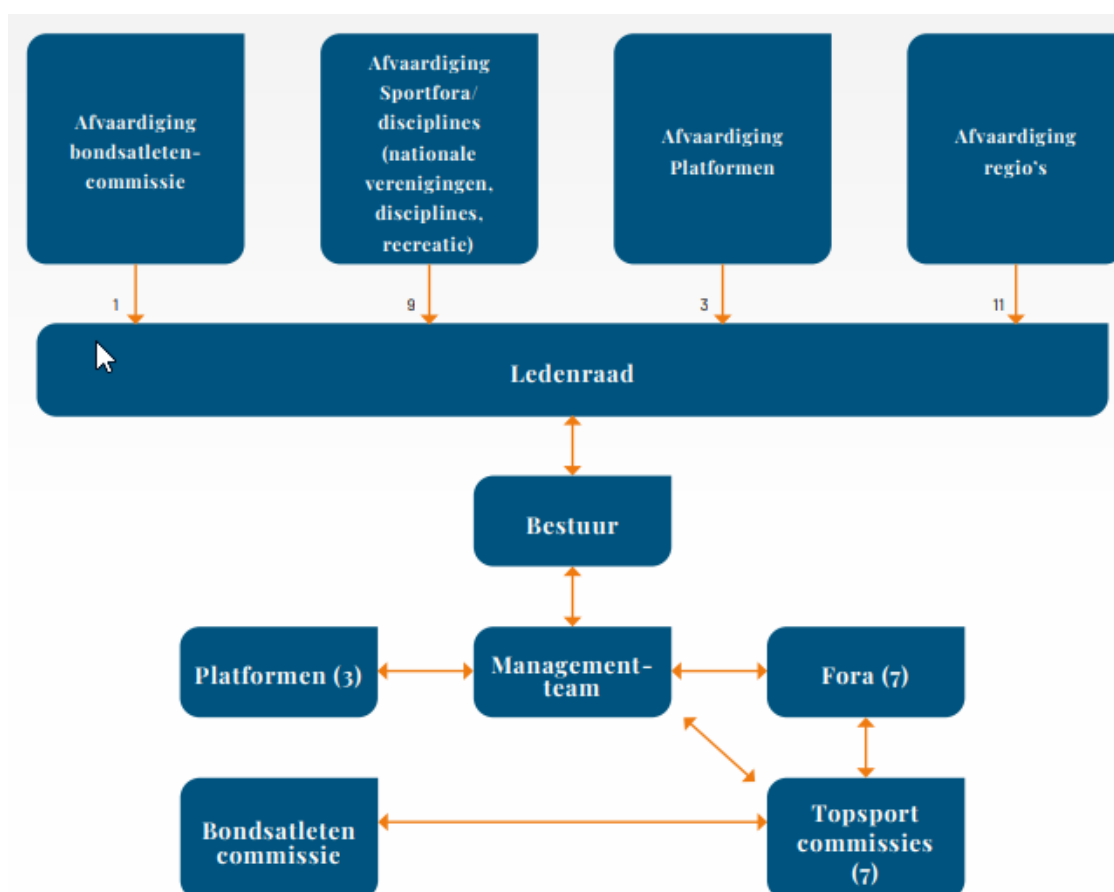 Afvaardiging
bondsatleten-
commissie
Afvaardiging
Sportfora/
disciplines
(nationale
verenigingen,
disciplines,
recreatie)
Afvaardiging
Platformen
Afvaardiging
regio's
1
9
3
11
Ledenraad
Bestuur
Platformen (3)
Management-
team
Fora (7)
Bondsatleten
commissie
Topsport
commissies
(7)